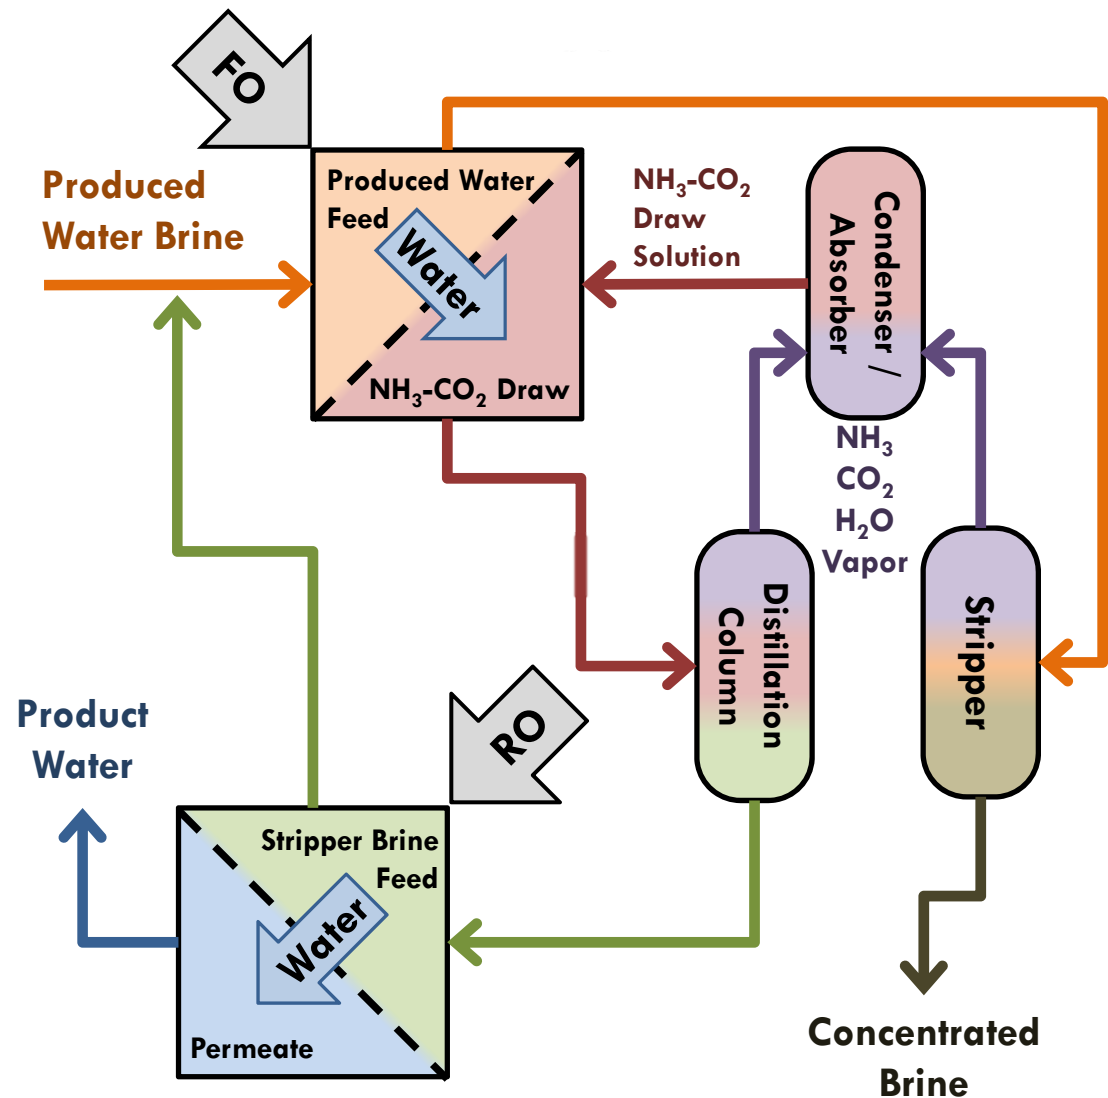 FO
Produced
Water Brine
Produced Water
Feed
Water
NH₃-CO₂ Draw
NH₃-CO₂
Draw
Solution
Condenser /
Absorber
NH₃
CO₂
H₂O
Vapor
Distillation
Column
Stripper
RO
Product
Water
Stripper Brine
Feed
Water
Permeate
Concentrated
Brine